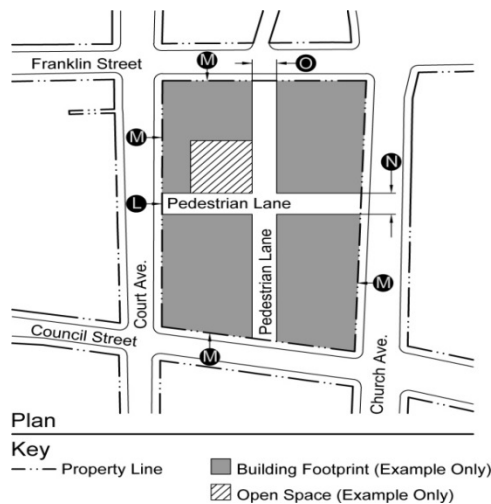 Franklin Street
M
O
M
N
L
Pedestrian Lane
Court Ave.
Pedestrian Lane
M
Council Street
M
Church Ave.
Plan
Key
Property Line
Building Footprint (Example Only)
Open Space (Example Only)